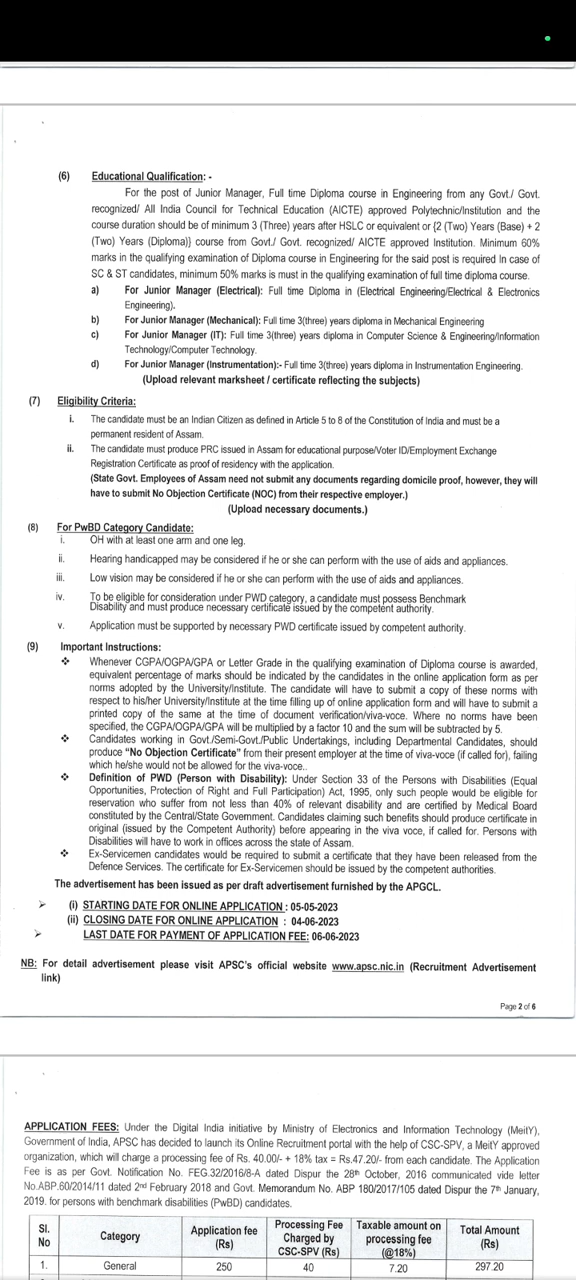 (6) Educational Qualification: -
For the post of Junior Manager, Full time Diploma course in Engineering from any Govt./ Govt.
recognized/ All India Council for Technical Education (AICTE) approved Polytechnic/Institution and the
course duration should be of minimum 3 (Three) years after HSLC or equivalent or {2 (Two) Years (Base) + 2
(Two) Years (Diploma)} course from Govt./ Govt. recognized/ AICTE approved Institution. Minimum 60%
marks in the qualifying examination of Diploma course in Engineering for the said post is required In case of
SC & ST candidates, minimum 50% marks is must in the qualifying examination of full time diploma course.
a) For Junior Manager (Electrical): Full time Diploma in (Electrical Engineering/Electrical & Electronics
Engineering).
b) For Junior Manager (Mechanical): Full time 3(three) years diploma in Mechanical Engineering
c) For Junior Manager (IT): Full time 3(three) years diploma in Computer Science & Engineering/Information
Technology/Computer Technology.
d) For Junior Manager (Instrumentation):- Full time 3(three) years diploma in Instrumentation Engineering.
(Upload relevant marksheet / certificate reflecting the subjects)
(7) Eligibility Criteria:
i. The candidate must be an Indian Citizen as defined in Article 5 to 8 of the Constitution of India and must be a
permanent resident of Assam.
ii. The candidate must produce PRC issued in Assam for educational purpose/Voter ID/Employment Exchange
Registration Certificate as proof of residency with the application.
(State Govt. Employees of Assam need not submit any documents regarding domicile proof, however, they will
have to submit No Objection Certificate (NOC) from their respective employer.)
(Upload necessary documents.)
(8) For PwBD Category Candidate:
i. OH with at least one arm and one leg.
ii. Hearing handicapped may be considered if he or she can perform with the use of aids and appliances.
iii. Low vision may be considered if he or she can perform with the use of aids and appliances.
iv. To be eligible for consideration under PWD category, a candidate must possess Benchmark
Disability and must produce necessary certificate issued by the competent authority.
v. Application must be supported by necessary PWD certificate issued by competent authority.
(9) Important Instructions:
❖ Whenever CGPA/OGPA/GPA or Letter Grade in the qualifying examination of Diploma course is awarded,
equivalent percentage of marks should be indicated by the candidates in the online application form as per
norms adopted by the University/Institute. The candidate will have to submit a copy of these norms with
respect to his/her University/Institute at the time filling up of online application form and will have to submit a
printed copy of the same at the time of document verification/viva-voce. Where no norms have been
specified, the CGPA/OGPA/GPA will be multiplied by a factor 10 and the sum will be subtracted by 5.
❖ Candidates working in Govt./Semi-Govt./Public Undertakings, including Departmental Candidates, should
produce "No Objection Certificate" from their present employer at the time of viva-voce (if called for), failing
which he/she would not be allowed for the viva-voce..
❖ Definition of PWD (Person with Disability): Under Section 33 of the Persons with Disabilities (Equal
Opportunities, Protection of Right and Full Participation) Act, 1995, only such people would be eligible for
reservation who suffer from not less than 40% of relevant disability and are certified by Medical Board
constituted by the Central/State Government. Candidates claiming such benefits should produce certificate in
original (issued by the Competent Authority) before appearing in the viva voce, if called for. Persons with
Disabilities will have to work in offices across the state of Assam.
❖ Ex-Servicemen candidates would be required to submit a certificate that they have been released from the
Defence Services. The certificate for Ex-Servicemen should be issued by the competent authorities.
The advertisement has been issued as per draft advertisement furnished by the APGCL.
➢ (i) STARTING DATE FOR ONLINE APPLICATION : 05-05-2023
(ii) CLOSING DATE FOR ONLINE APPLICATION : 04-06-2023
➢ LAST DATE FOR PAYMENT OF APPLICATION FEE: 06-06-2023
NB: For detail advertisement please visit APSC's official website www.apsc.nic.in (Recruitment Advertisement
link)
Page 2 of 6
APPLICATION FEES: Under the Digital India initiative by Ministry of Electronics and Information Technology (MeitY),
Government of India, APSC has decided to launch its Online Recruitment portal with the help of CSC-SPV, a MeitY approved
organization, which will charge a processing fee of Rs. 40.00/- + 18% tax = Rs.47.20/- from each candidate. The Application
Fee is as per Govt. Notification No. FEG.32/2016/8-A dated Dispur the 28th October, 2016 communicated vide letter
No.ABP.60/2014/11 dated 2nd February 2018 and Govt. Memorandum No. ABP 180/2017/105 dated Dispur the 7th January,
2019. for persons with benchmark disabilities (PwBD) candidates.
Sl. No Category Application fee (Rs) Processing Fee Charged by CSC-SPV (Rs) Taxable amount on processing fee (@18%) Total Amount (Rs)
1. General 250 40 7.20 297.20